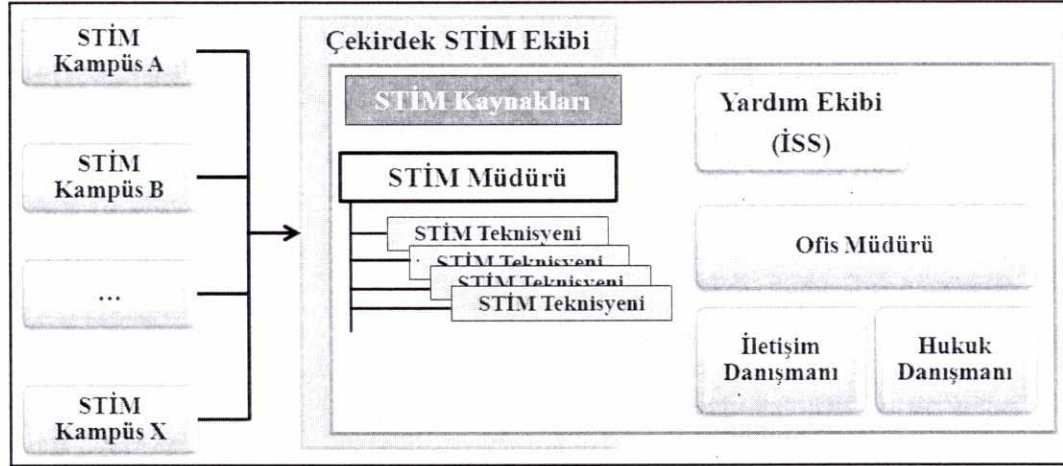 STİM
Kampüs A
STİM
Kampüs B
...
STİM
Kampüs X
Çekirdek STİM Ekibi
STİM Kaynakları
STİM Müdürü
STİM Teknisyeni
STİM Teknisyeni
STİM Teknisyeni
STİM Teknisyeni
Yardım Ekibi
(İSS)
Ofis Müdürü
İletişim
Danışmanı
Hukuk
Danışmanı